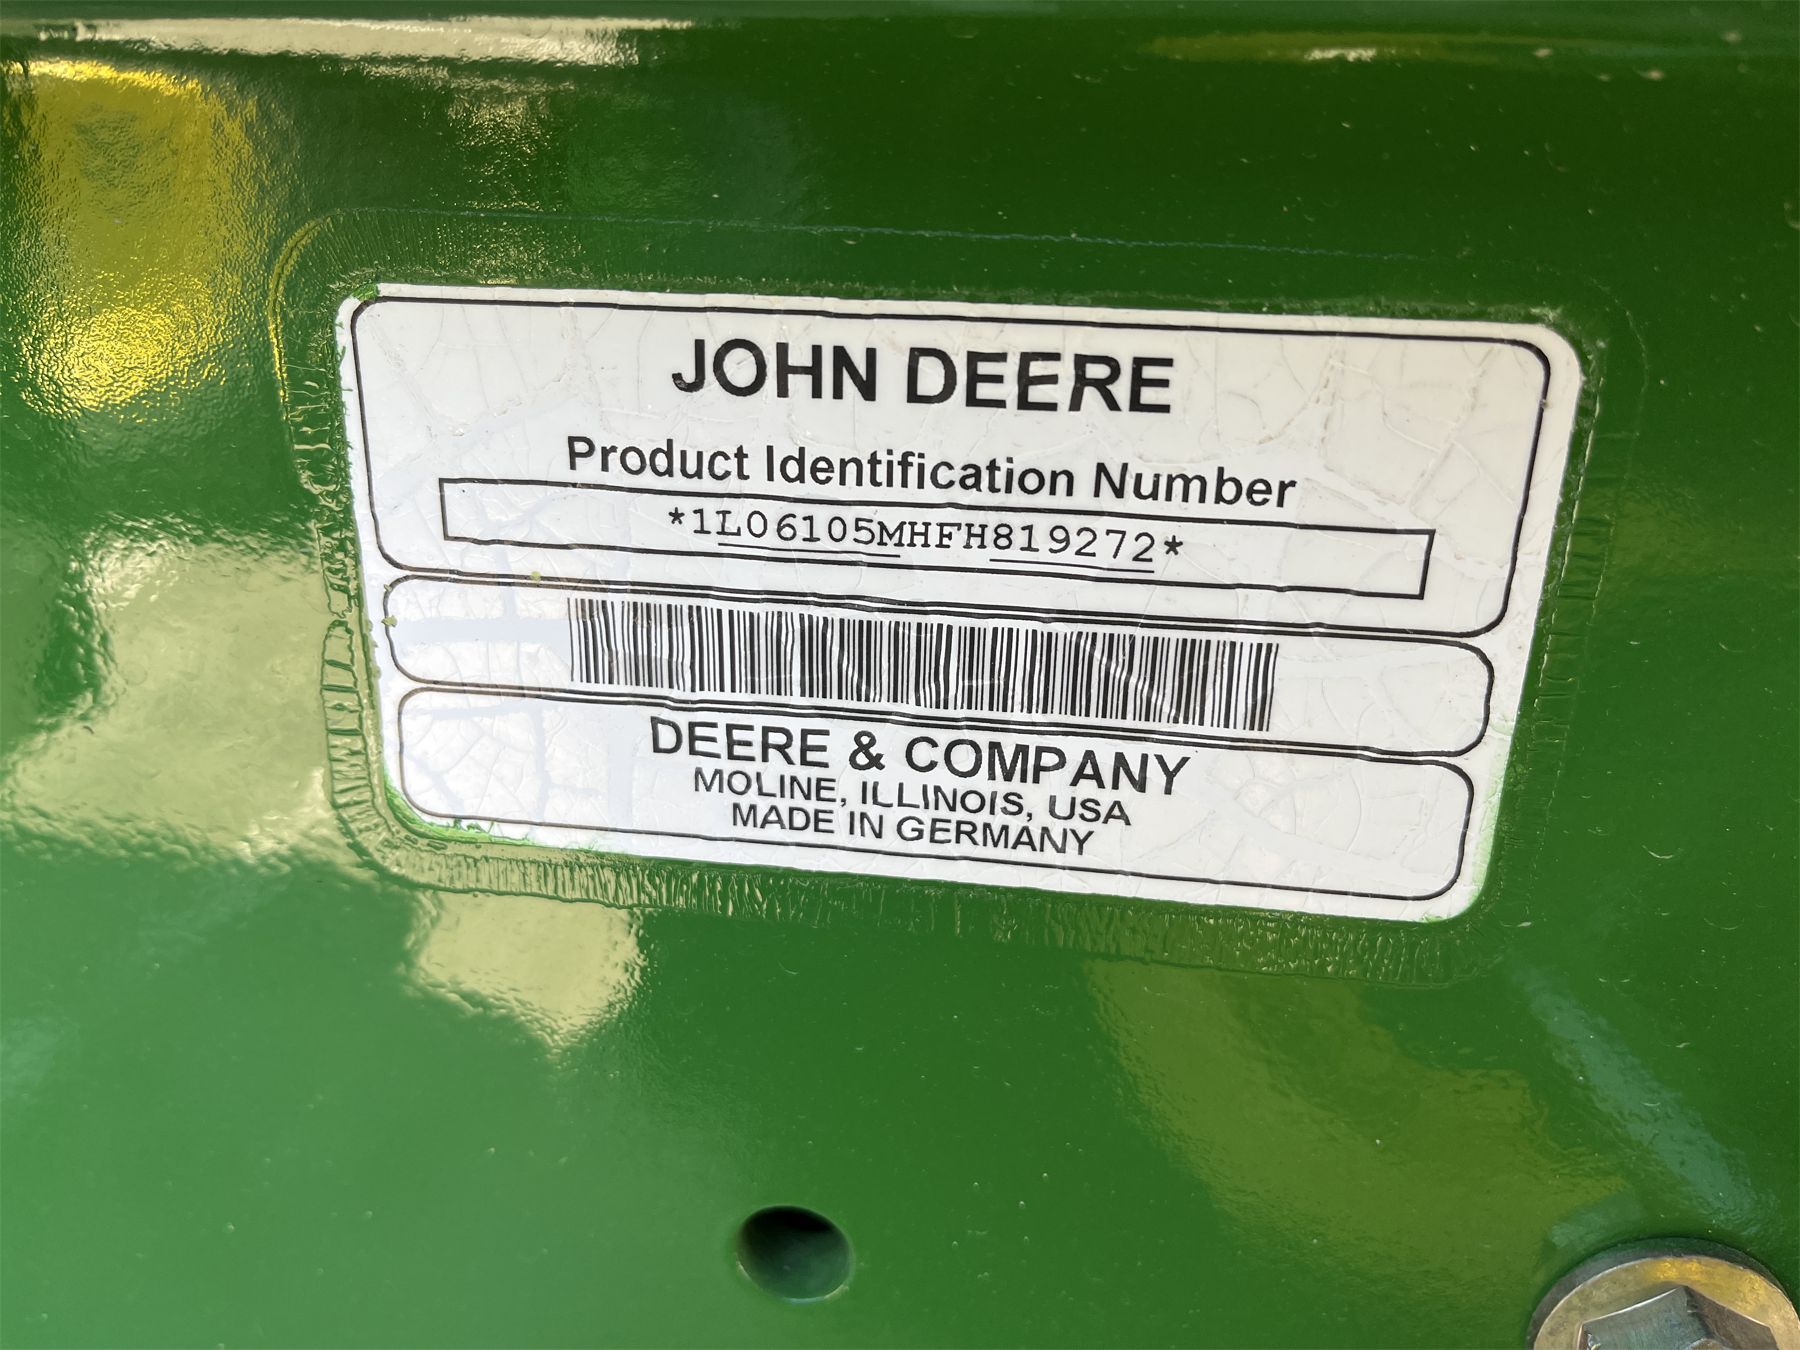 JOHN DEERE
Product Identification Number
*1L06105MHFH819272*
DEERE & COMPANY
MOLINE, ILLINOIS, USA
MADE IN GERMANY